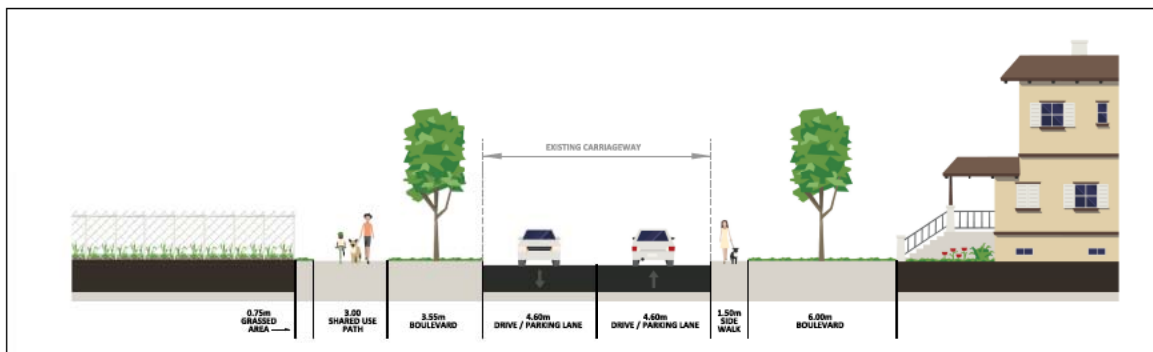 EXISTING CARRIAGEWAY
0.75m
GRASSED
AREA
3.00
SHARED USE
PATH
3.55m
BOULEVARD
4.60m
DRIVE / PARKING LANE
4.60m
DRIVE / PARKING LANE
1.50m
SIDE
WALK
6.00m
BOULEVARD